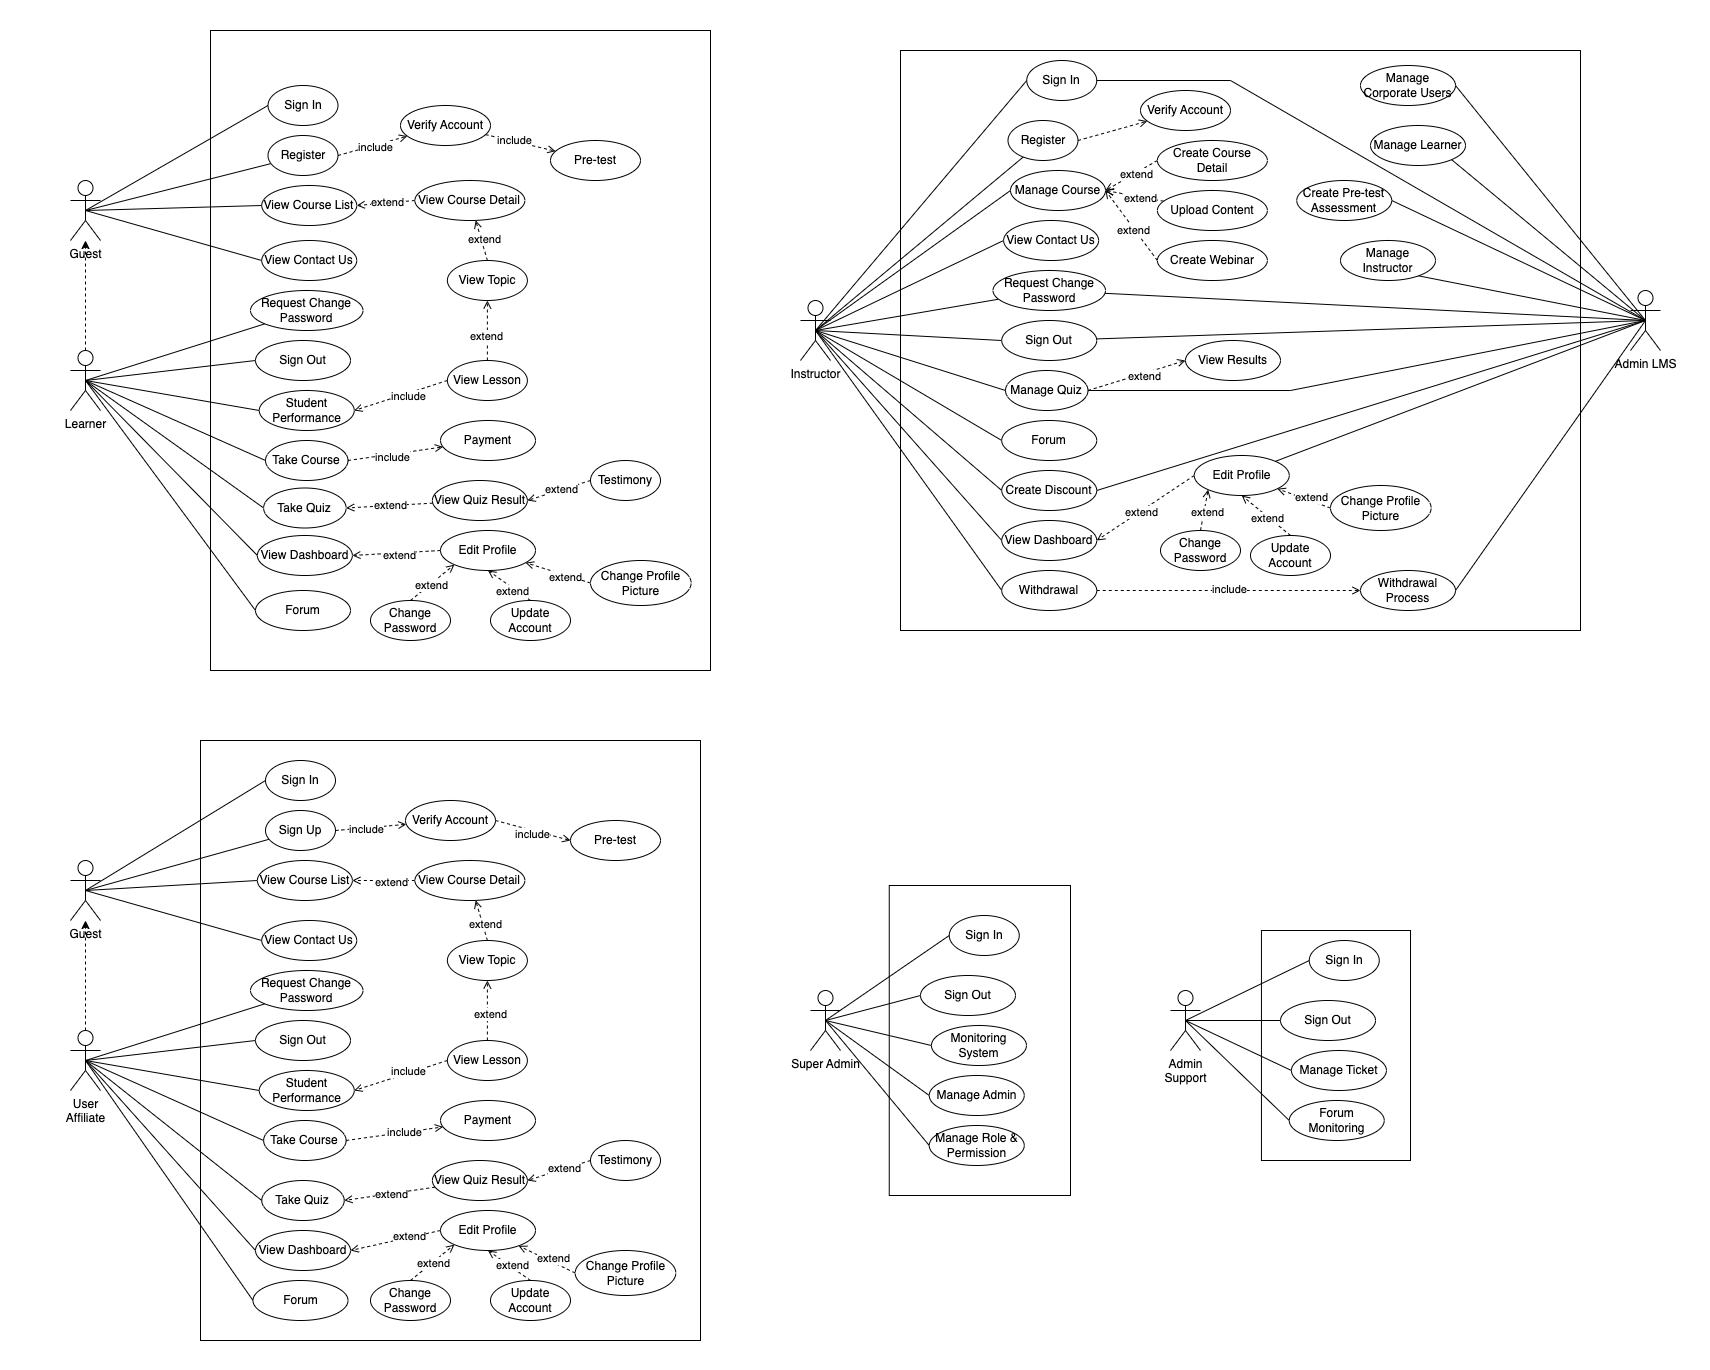 Sign In
Verify Account
include
include
Register
Pre-test
View Course List
extend
View Course Detail
Guest
extend
View Contact Us
View Topic
Request Change
Password
extend
Sign Out
View Lesson
include
Student
Performance
Learner
Payment
Take Course
include
Testimony
extend
View Quiz Result
Take Quiz
extend
Edit Profile
View Dashboard
extend
extend
Change Profile
Picture
extend
extend
Forum
Change
Password
Update
Account
Sign In
Manage
Corporate Users
Verify Account
Register
Manage Learner
Create Course
Detail
extend
Manage Course
extend
Upload Content
Create Pre-test
Assessment
extend
View Contact Us
Create Webinar
Manage
Instructor
Request Change
Password
Sign Out
View Results
Instructor
Admin LMS
extend
Manage Quiz
Forum
Edit Profile
Create Discount
extend
Change Profile
Picture
extend
extend
extend
View Dashboard
Change
Password
Update
Account
Withdrawal
include
Withdrawal
Process
Sign In
Sign Up
include
Verify Account
include
Pre-test
View Course List
extend
View Course Detail
extend
Guest
View Contact Us
View Topic
Request Change
Password
extend
Sign Out
View Lesson
include
Student
Performance
User
Affiliate
Payment
Take Course
include
Testimony
extend
View Quiz Result
Take Quiz
extend
Edit Profile
extend
View Dashboard
extend
extend
extend
Change Profile
Picture
Forum
Change
Password
Update
Account
Sign In
Sign Out
Monitoring
System
Super Admin
Manage Admin
Manage Role &
Permission
Sign In
Sign Out
Admin
Support
Manage Ticket
Forum
Monitoring